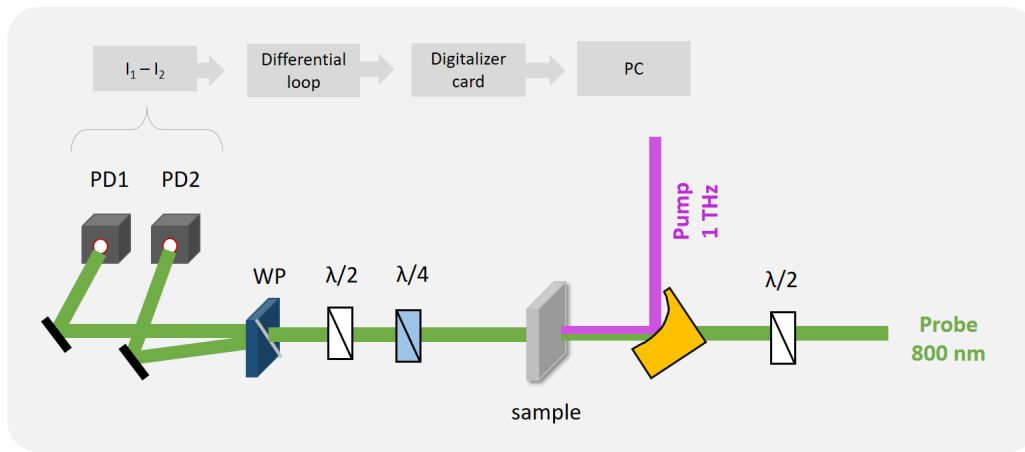 I₁ – I₂
Differential
loop
Digitalizer
card
PC
PD1
PD2
WP
λ/2
λ/4
Pump
1 THz
λ/2
Probe
800 nm
sample